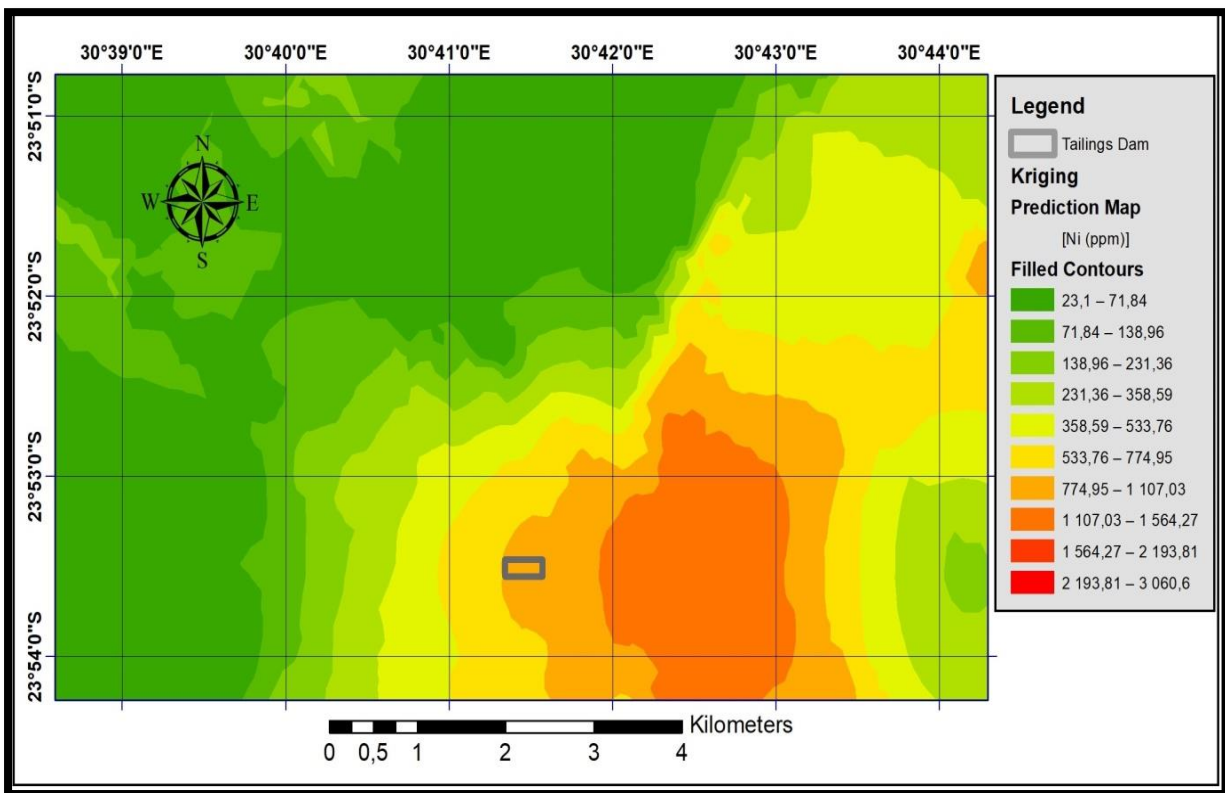 30°39'0"E 30°40'0"E 30°41'0"E 30°42'0"E 30°43'0"E 30°44'0"E
23°51'0"S
23°52'0"S
23°53'0"S
23°54'0"S
N
W E
S
Legend
Tailings Dam
Kriging
Prediction Map
[Ni (ppm)]
Filled Contours
23,1 – 71,84
71,84 – 138,96
138,96 – 231,36
231,36 – 358,59
358,59 – 533,76
533,76 – 774,95
774,95 – 1 107,03
1 107,03 – 1 564,27
1 564,27 – 2 193,81
2 193,81 – 3 060,6
Kilometers
0 0,5 1 2 3 4